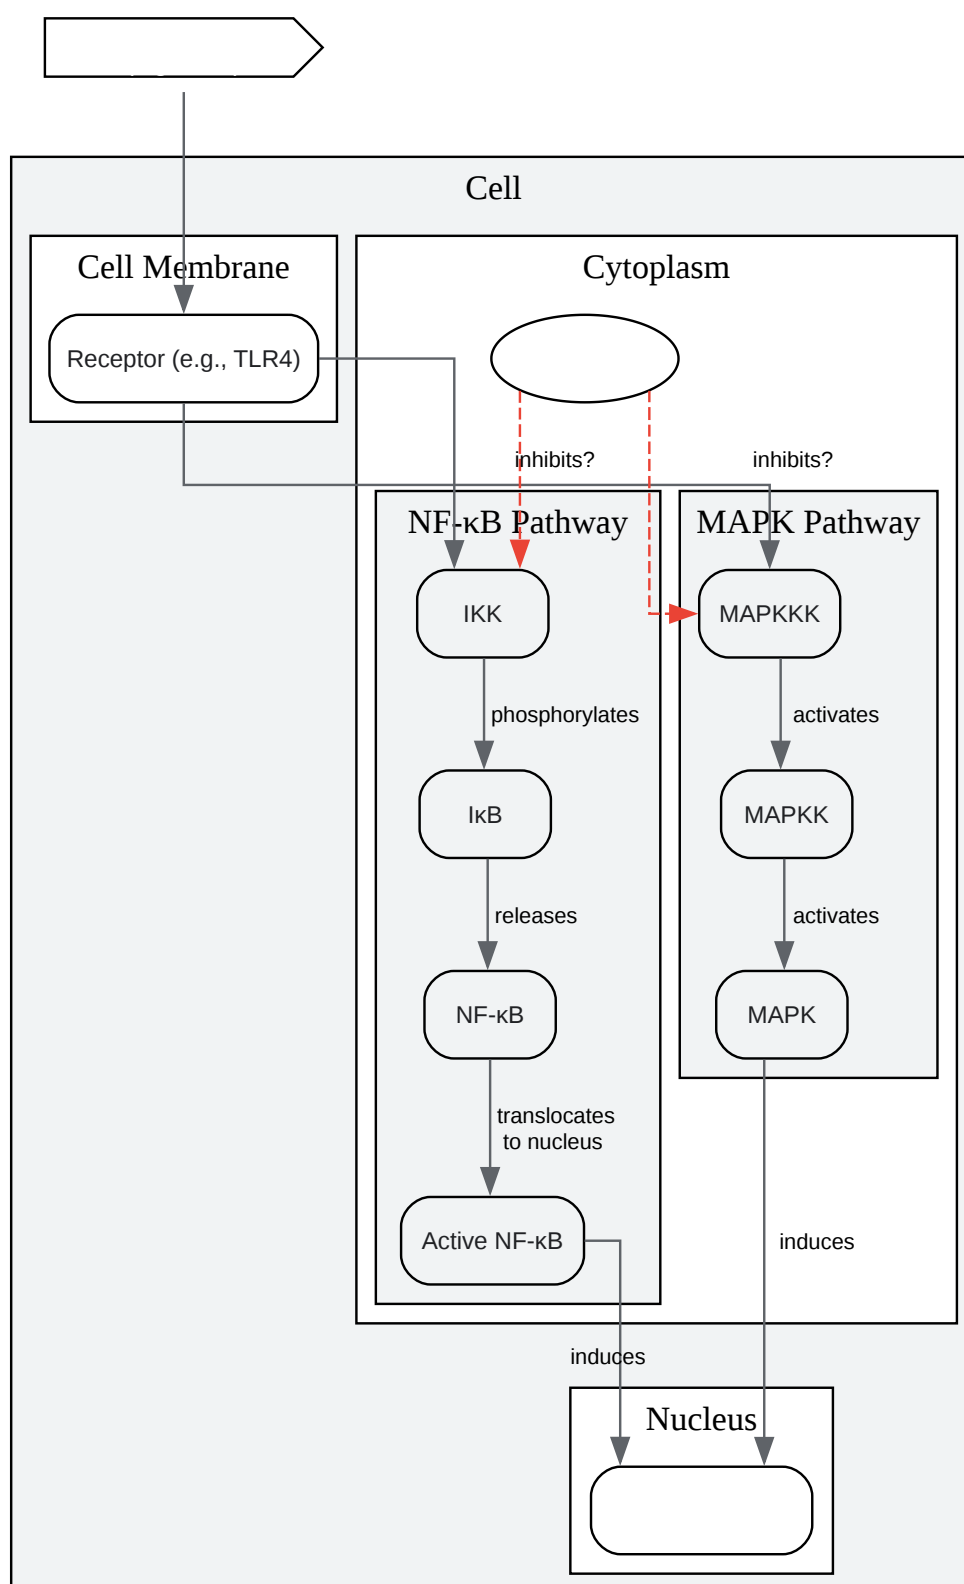 Cell
Cell Membrane
Cytoplasm
Receptor (e.g., TLR4)
inhibits?
inhibits?
NF-κB Pathway
MAPK Pathway
IKK
MAPKKK
phosphorylates
activates
IκB
MAPKK
releases
activates
NF-κB
MAPK
translocates
to nucleus
Active NF-κB
induces
induces
Nucleus